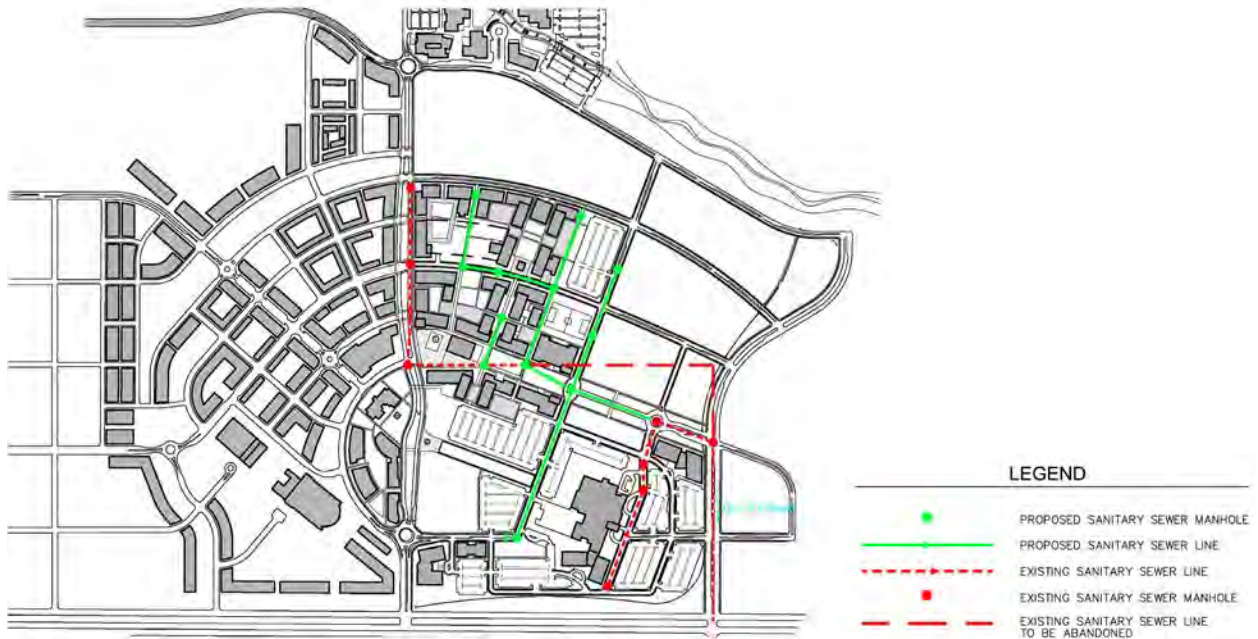 LEGEND
PROPOSED SANITARY SEWER MANHOLE
PROPOSED SANITARY SEWER LINE
EXISTING SANITARY SEWER LINE
EXISTING SANITARY SEWER MANHOLE
EXISTING SANITARY SEWER LINE
TO BE ABANDONED